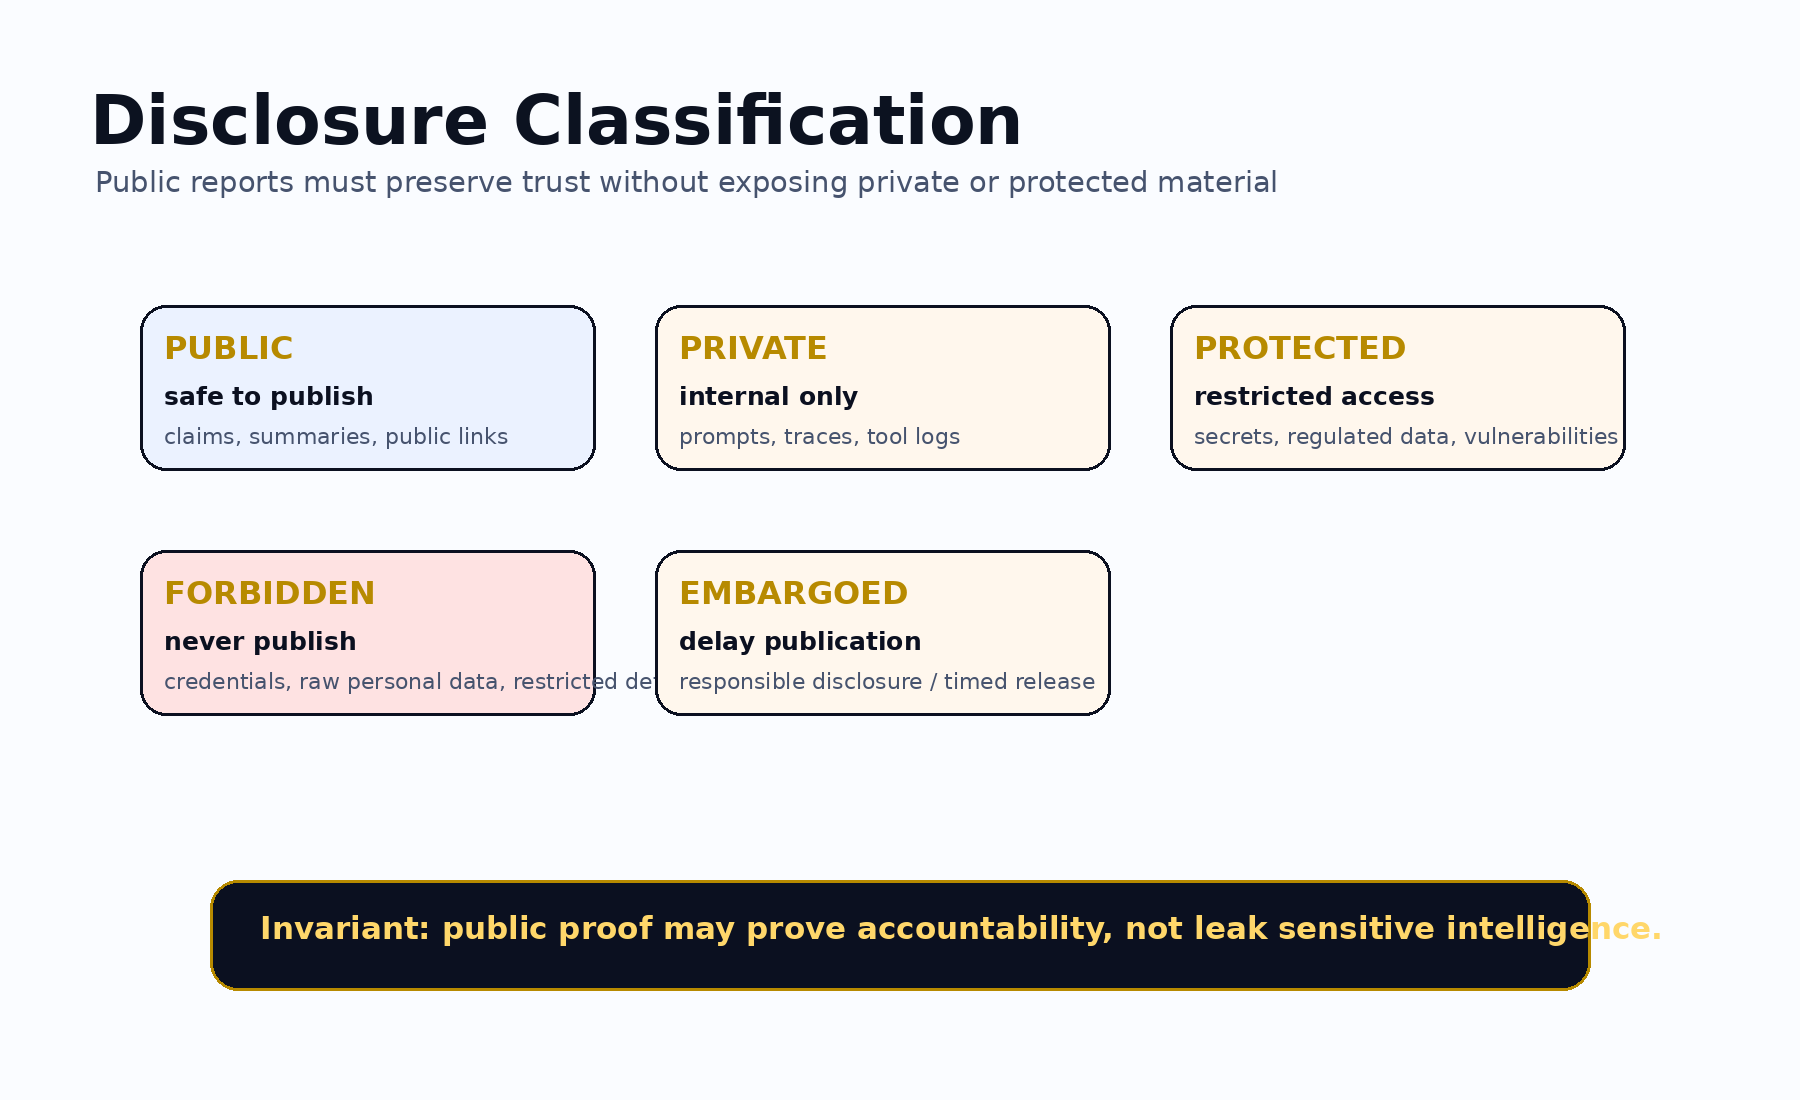 Disclosure Classification
Public reports must preserve trust without exposing private or protected material
PUBLIC
safe to publish
claims, summaries, public links
PRIVATE
internal only
prompts, traces, tool logs
PROTECTED
restricted access
secrets, regulated data, vulnerabilities
FORBIDDEN
never publish
credentials, raw personal data, restricted
EMBARGOED
delay publication
responsible disclosure / timed release
Invariant: public proof may prove accountability, not leak sensitive intelligence.